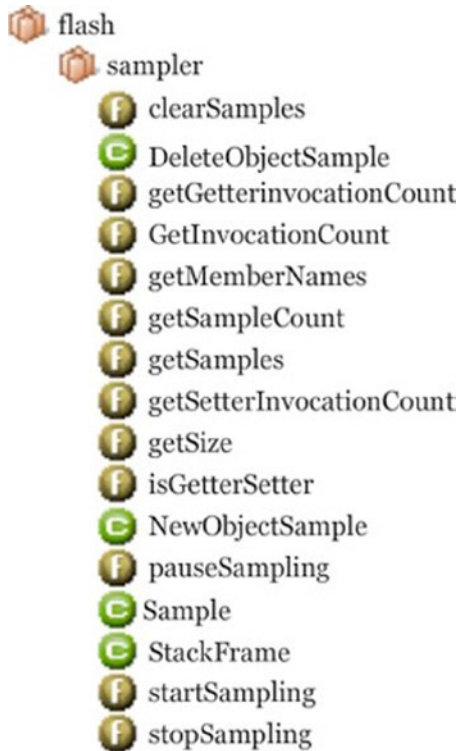 flash
sampler
F clearSamples
C DeleteObjectSample
F getGetterinvocationCount
F GetInvocationCount
F getMemberNames
F getSampleCount
F getSamples
F getSetterInvocationCount
F getSize
F isGetterSetter
C NewObjectSample
F pauseSampling
C Sample
C StackFrame
F startSampling
F stopSampling